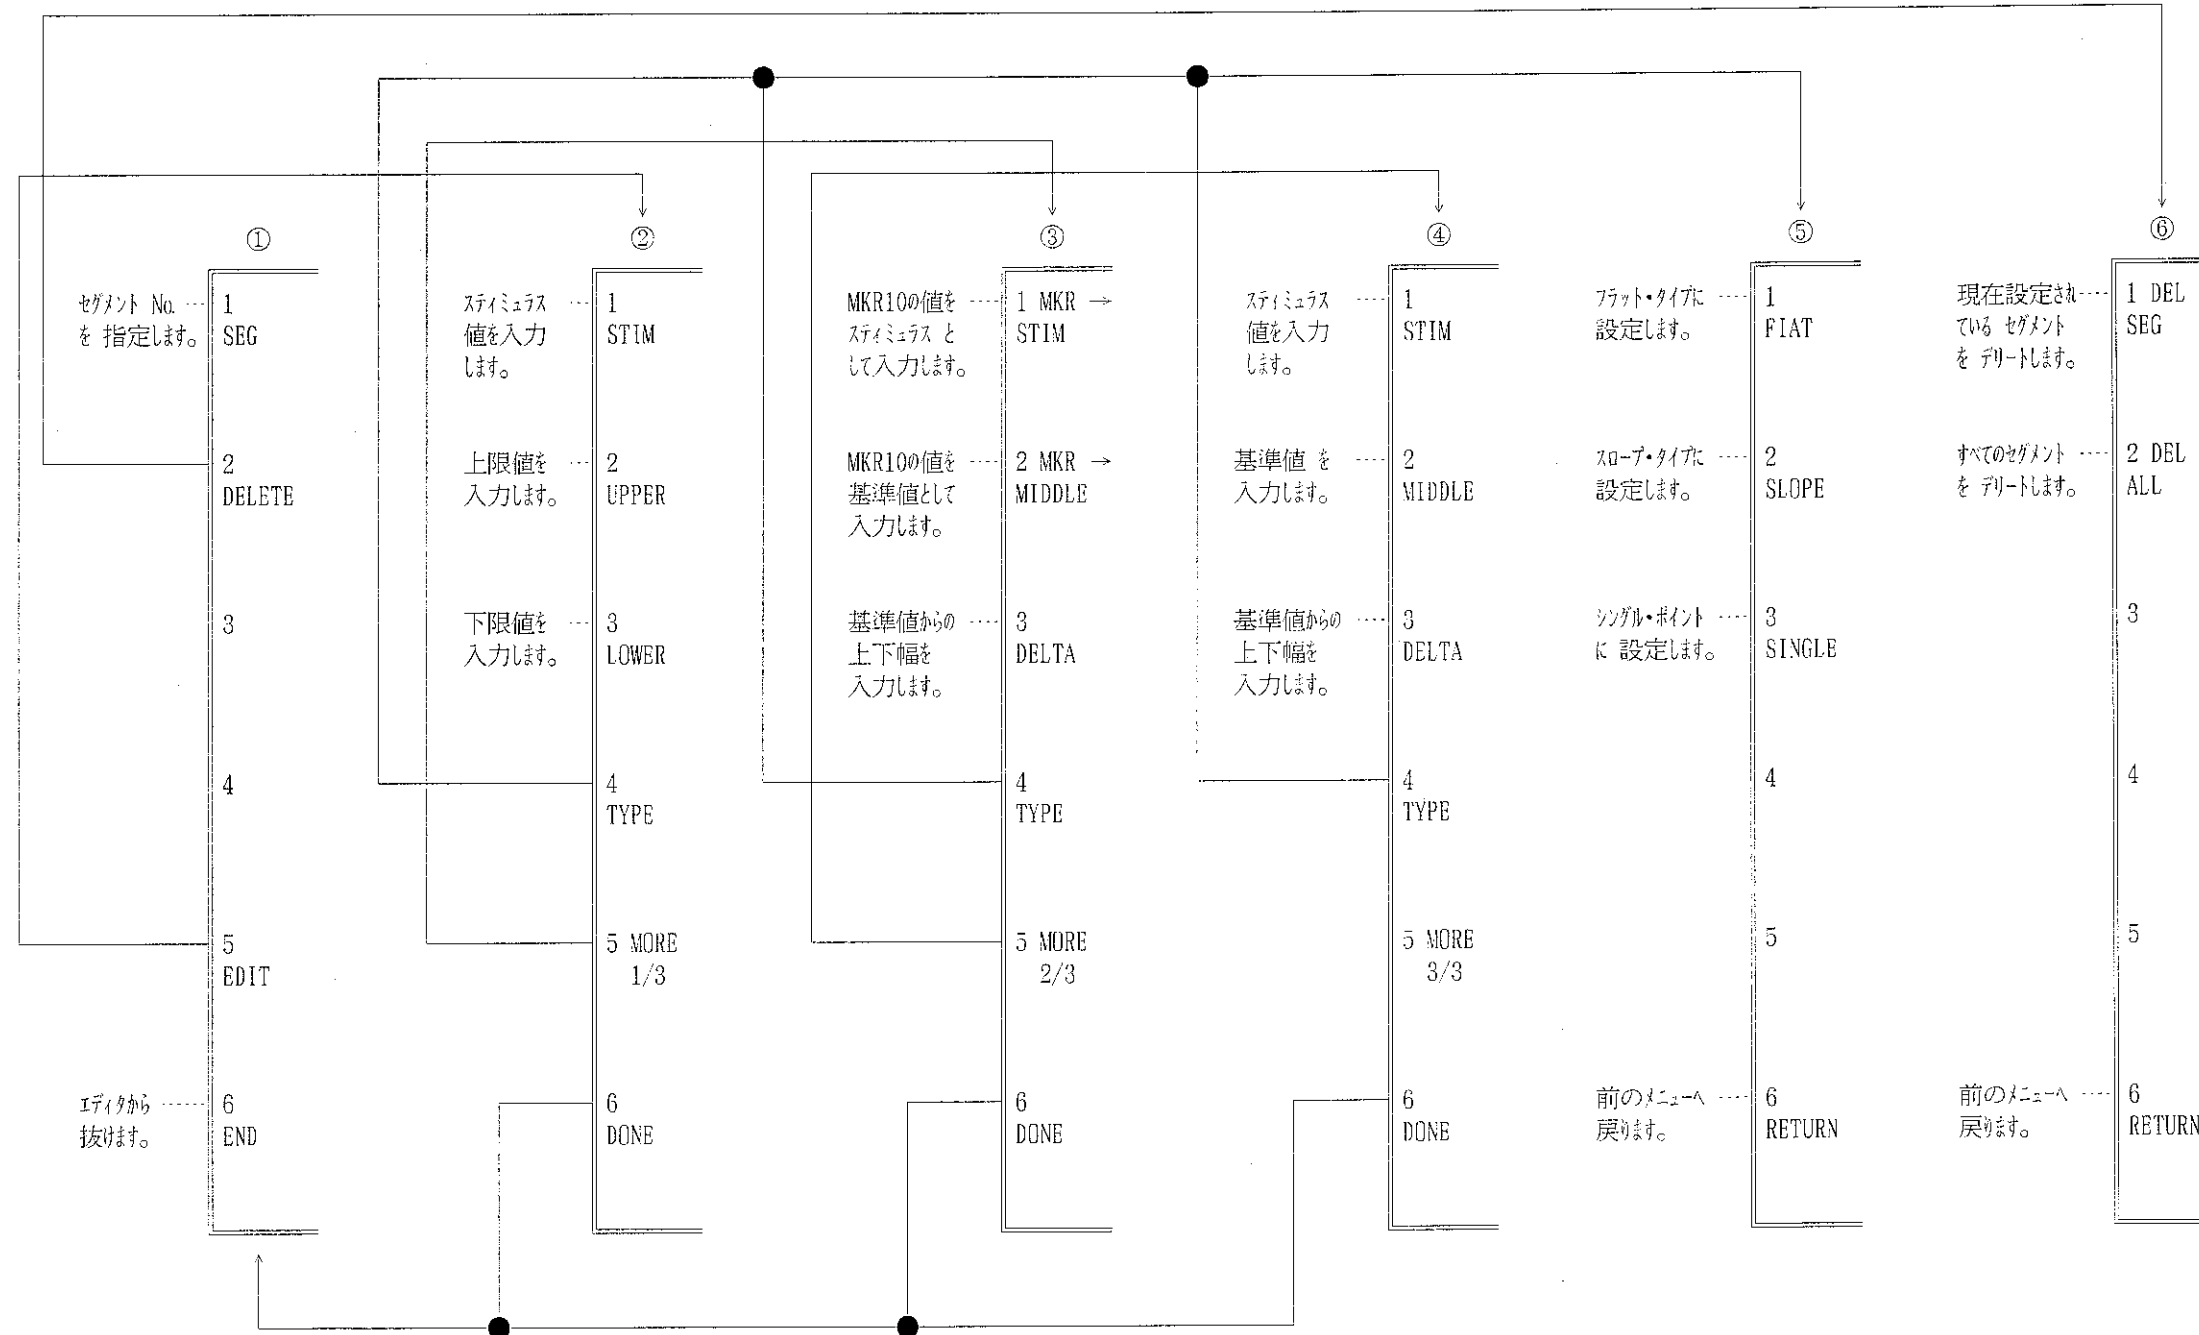 ①
セグメント No.
を 指定します。
1
SEG
2
DELETE
3
4
5
EDIT
エディタから
抜けます。
6
END
②
スティミュラス
値を入力
します。
1
STIM
上限値を
入力します。
2
UPPER
下限値を
入力します。
3
LOWER
4
TYPE
5 MORE
1/3
6
DONE
③
MKR10の値を
スティミュラス と
して入力します。
1 MKR →
STIM
MKR10の値を
基準値として
入力します。
2 MKR →
MIDDLE
基準値からの
上下幅を
入力します。
3
DELTA
4
TYPE
5 MORE
2/3
6
DONE
④
スティミュラス
値を入力
します。
1
STIM
基準値 を
入力します。
2
MIDDLE
基準値からの
上下幅を
入力します。
3
DELTA
4
TYPE
5 MORE
3/3
6
DONE
⑤
フラット・タイプに
設定します。
1
FIAT
スロープ・タイプに
設定します。
2
SLOPE
シングル・ポイント
に 設定します。
3
SINGLE
4
5
前のメニューへ
戻ります。
6
RETURN
⑥
現在設定され
ている セグメント
を デリートします。
1 DEL
SEG
すべてのセグメント
を デリートします。
2 DEL
ALL
3
4
5
前のメニューへ
戻ります。
6
RETURN